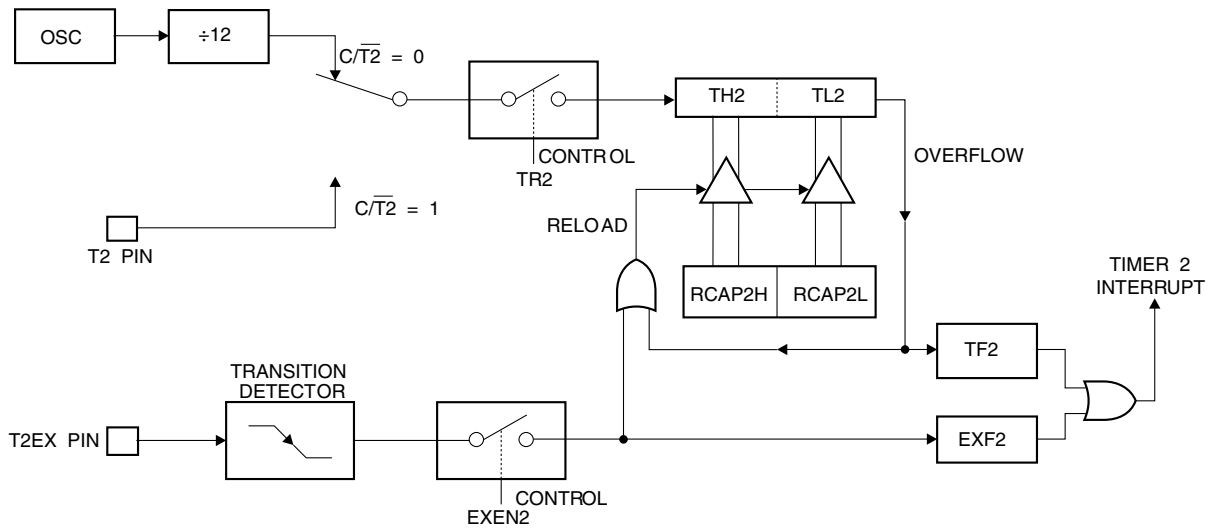 OSC
÷12
C/T2̅ = 0
TH2
TL2
CONTROL
TR2
OVERFLOW
C/T2̅ = 1
RELOAD
T2 PIN
TIMER 2
INTERRUPT
RCAP2H
RCAP2L
TF2
TRANSITION
DETECTOR
T2EX PIN
EXF2
CONTROL
EXEN2